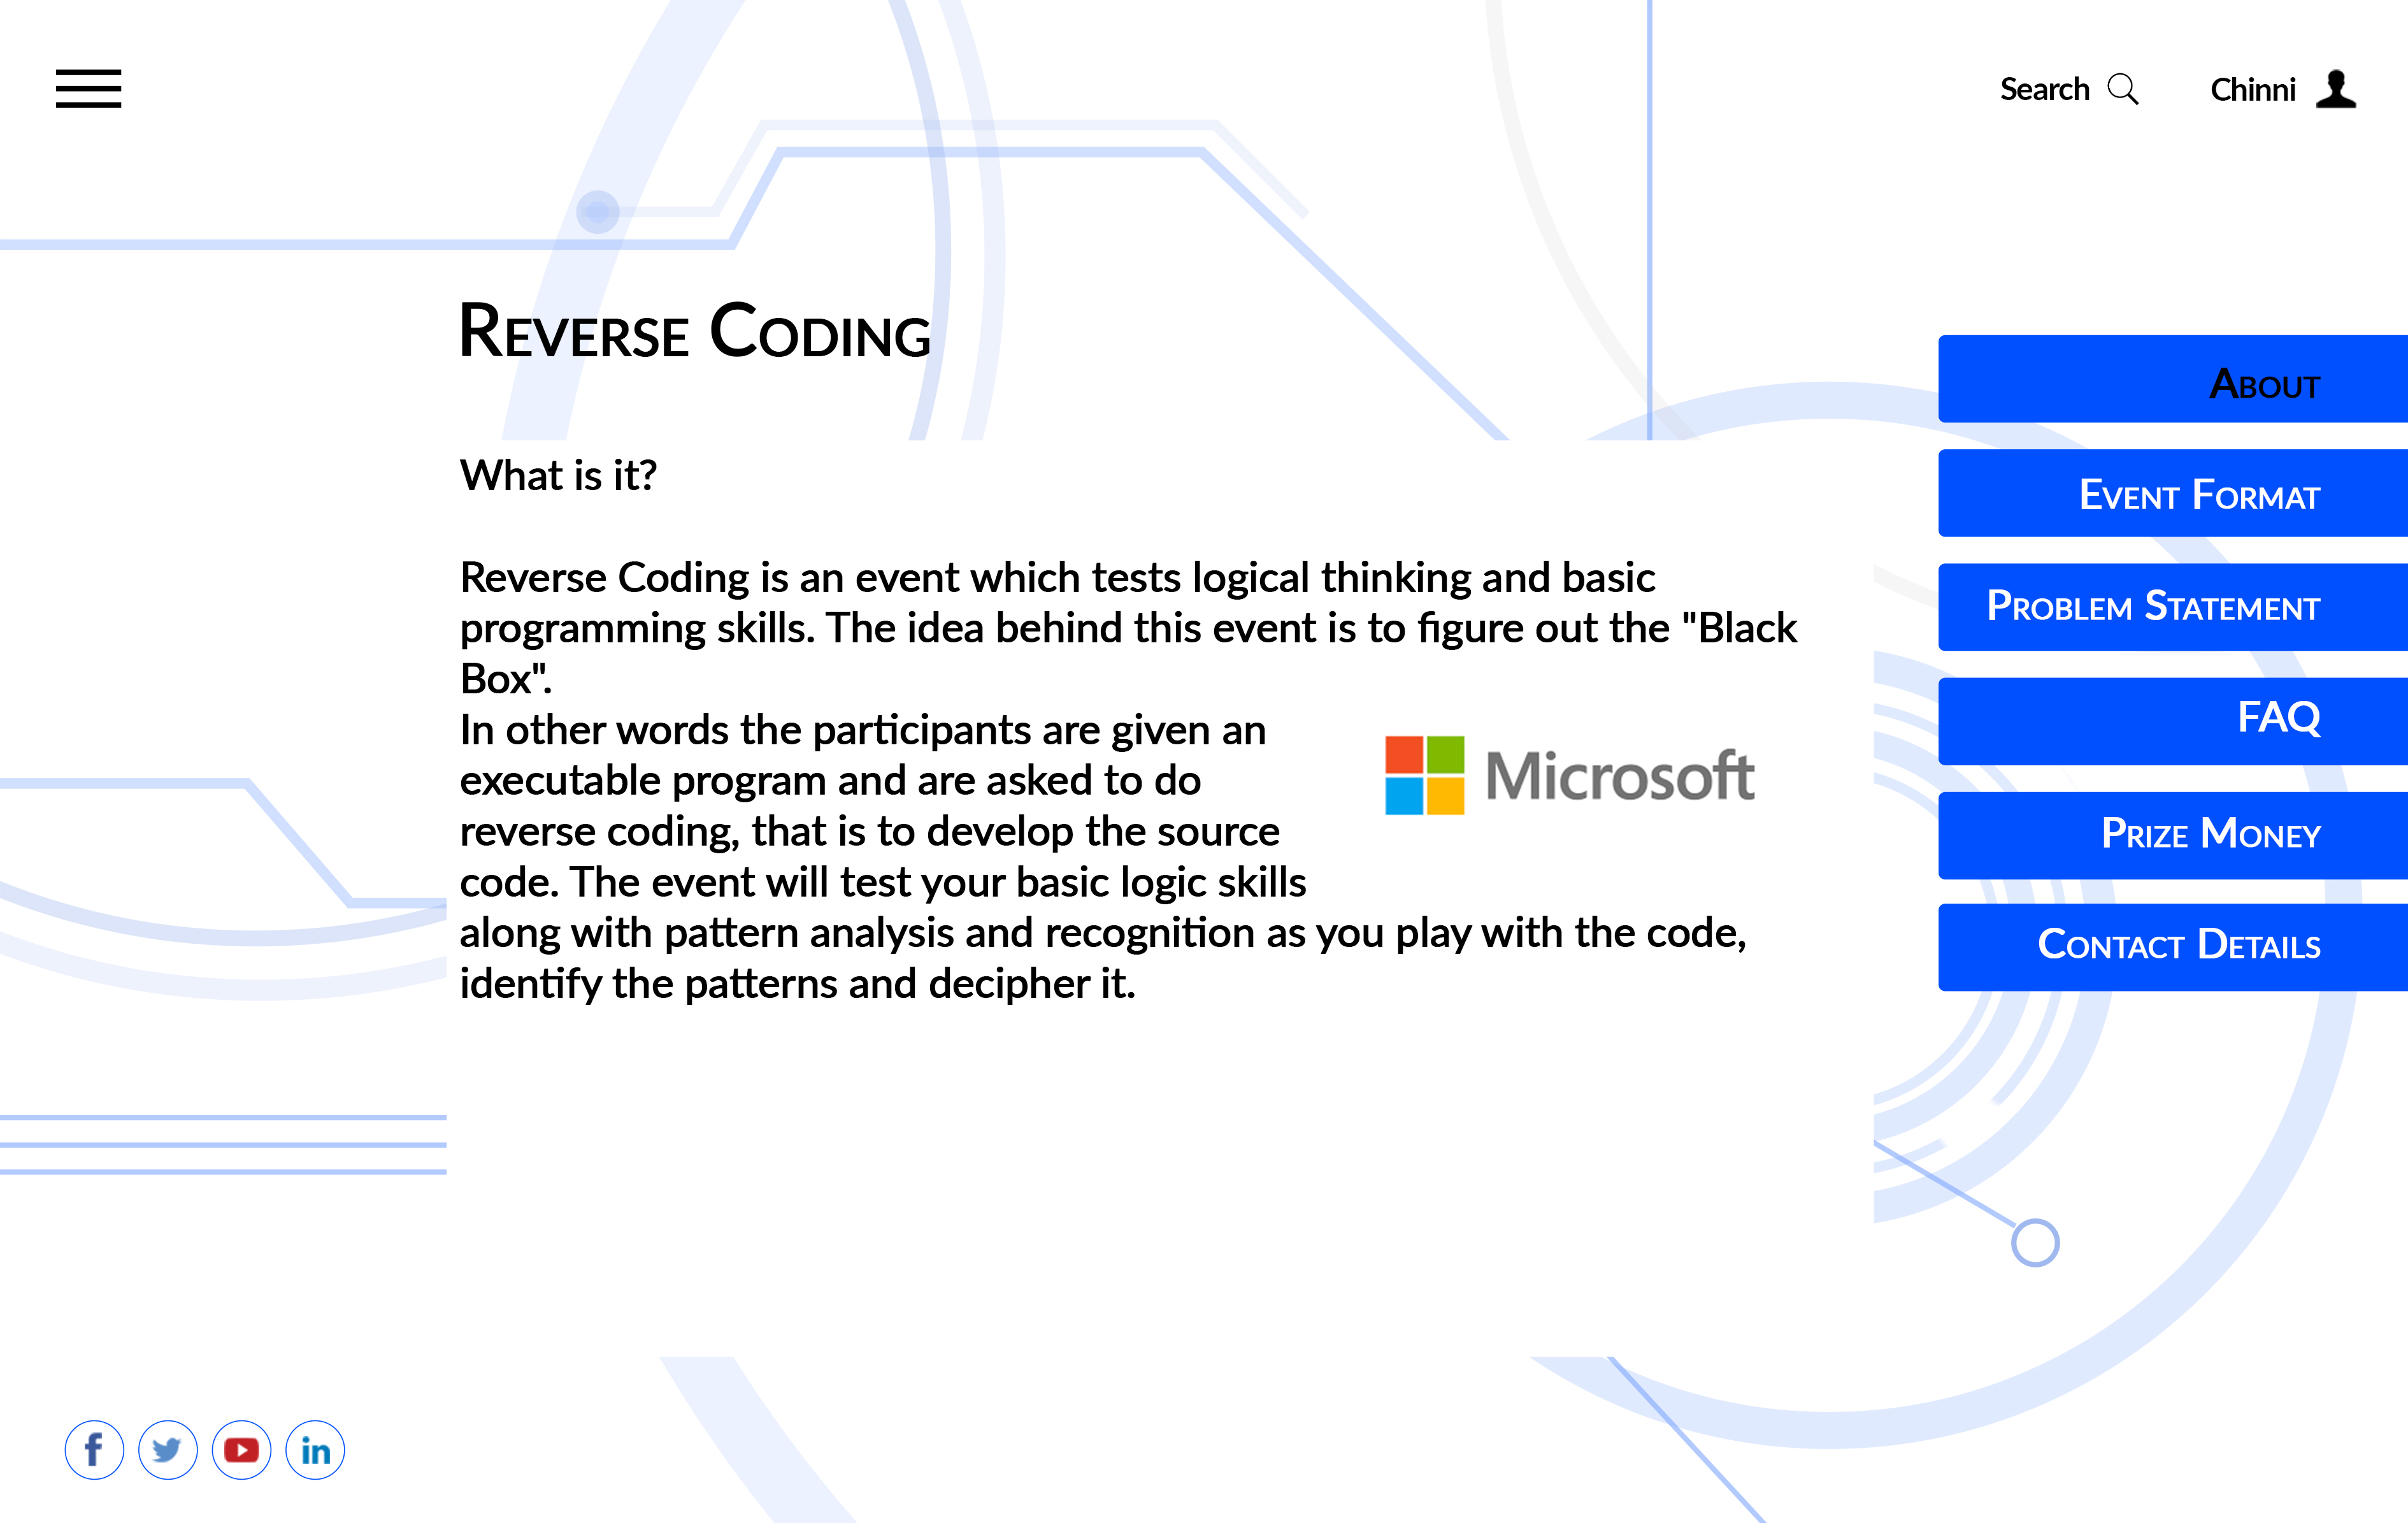 Search
Chinni
Reverse Coding
What is it?
Reverse Coding is an event which tests logical thinking and basic
programming skills. The idea behind this event is to figure out the "Black
Box".
In other words the participants are given an
executable program and are asked to do
reverse coding, that is to develop the source
code. The event will test your basic logic skills
along with pattern analysis and recognition as you play with the code,
identify the patterns and decipher it.
Microsoft
About
Event Format
Problem Statement
FAQ
Prize Money
Contact Details
f
in